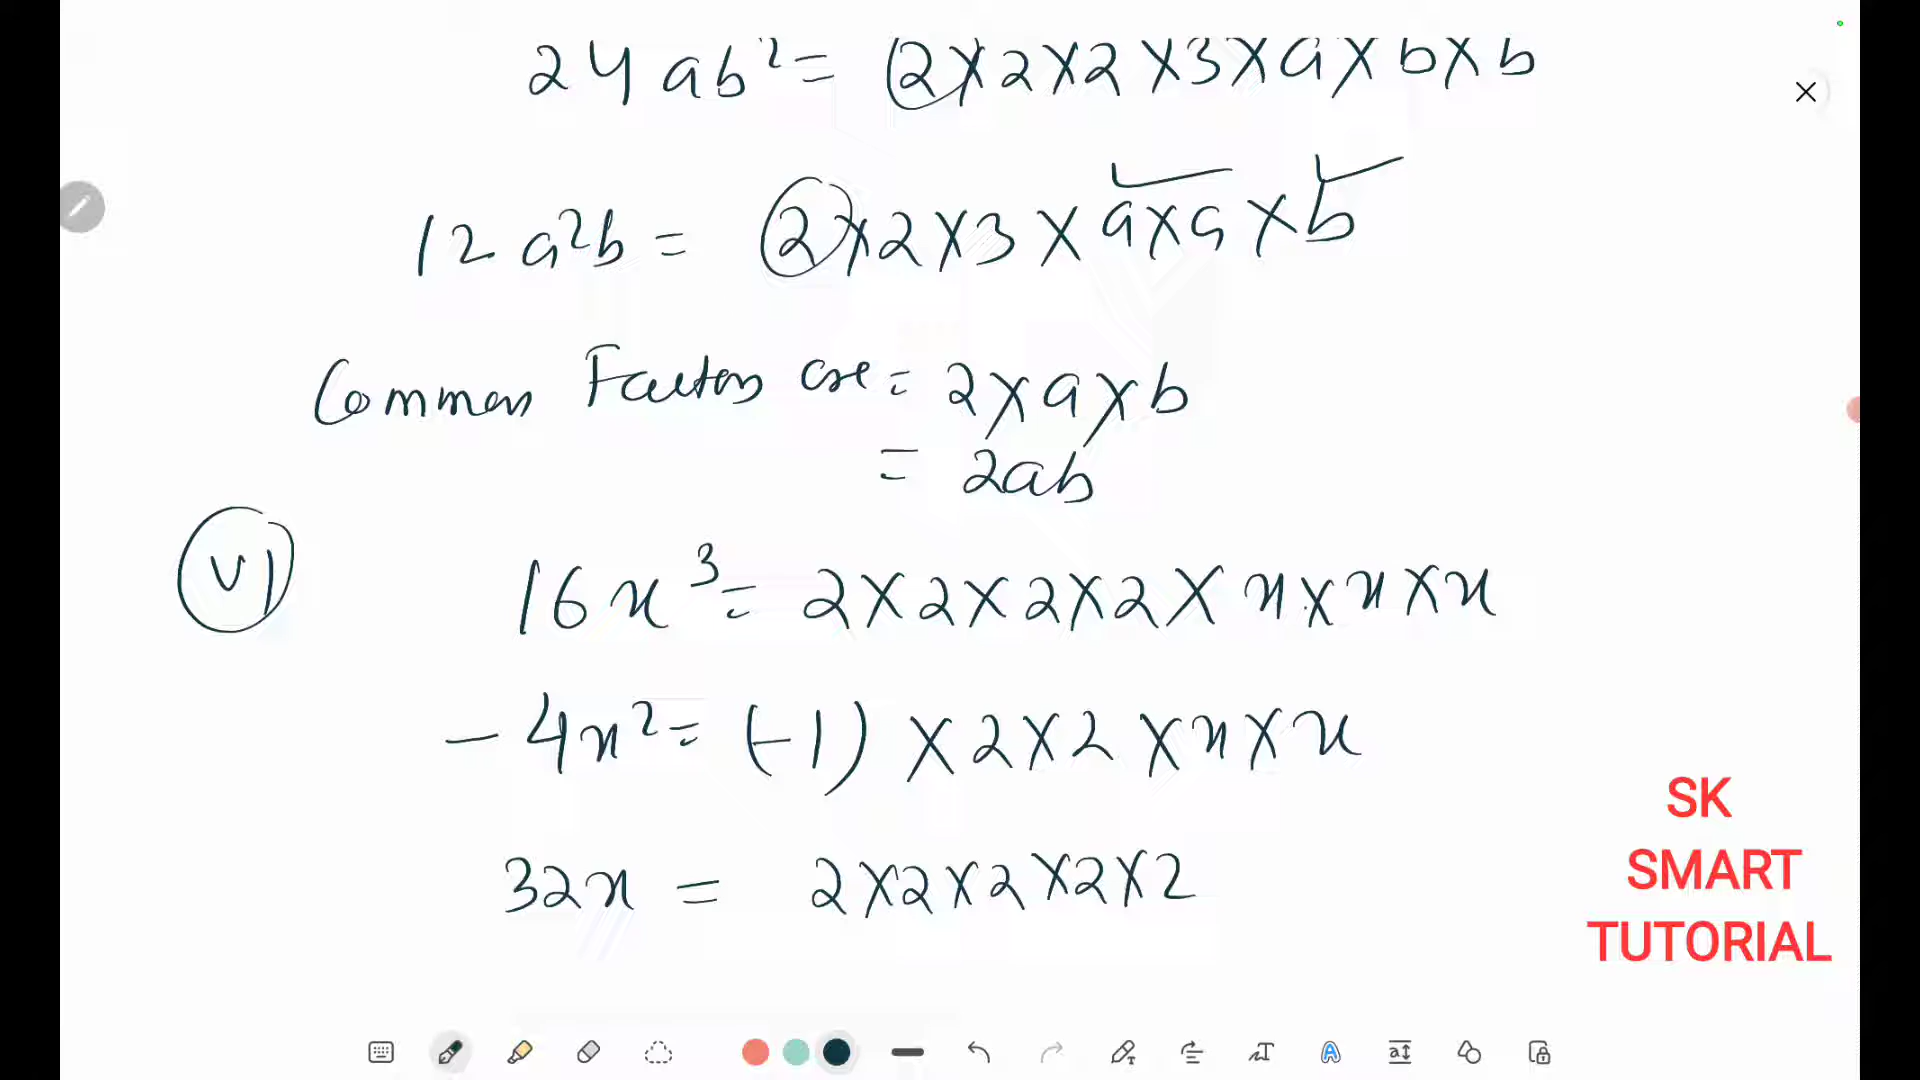 24ab²= 2×2×2×3×a×b×b
12a²b= 2×2×3×a×a×b
Common Factors are = 2×a×b
= 2ab
VI
16x³= 2×2×2×2×x×x×x
-4x²= (-1)×2×2×x×x
32x = 2×2×2×2×2
SK
SMART
TUTORIAL